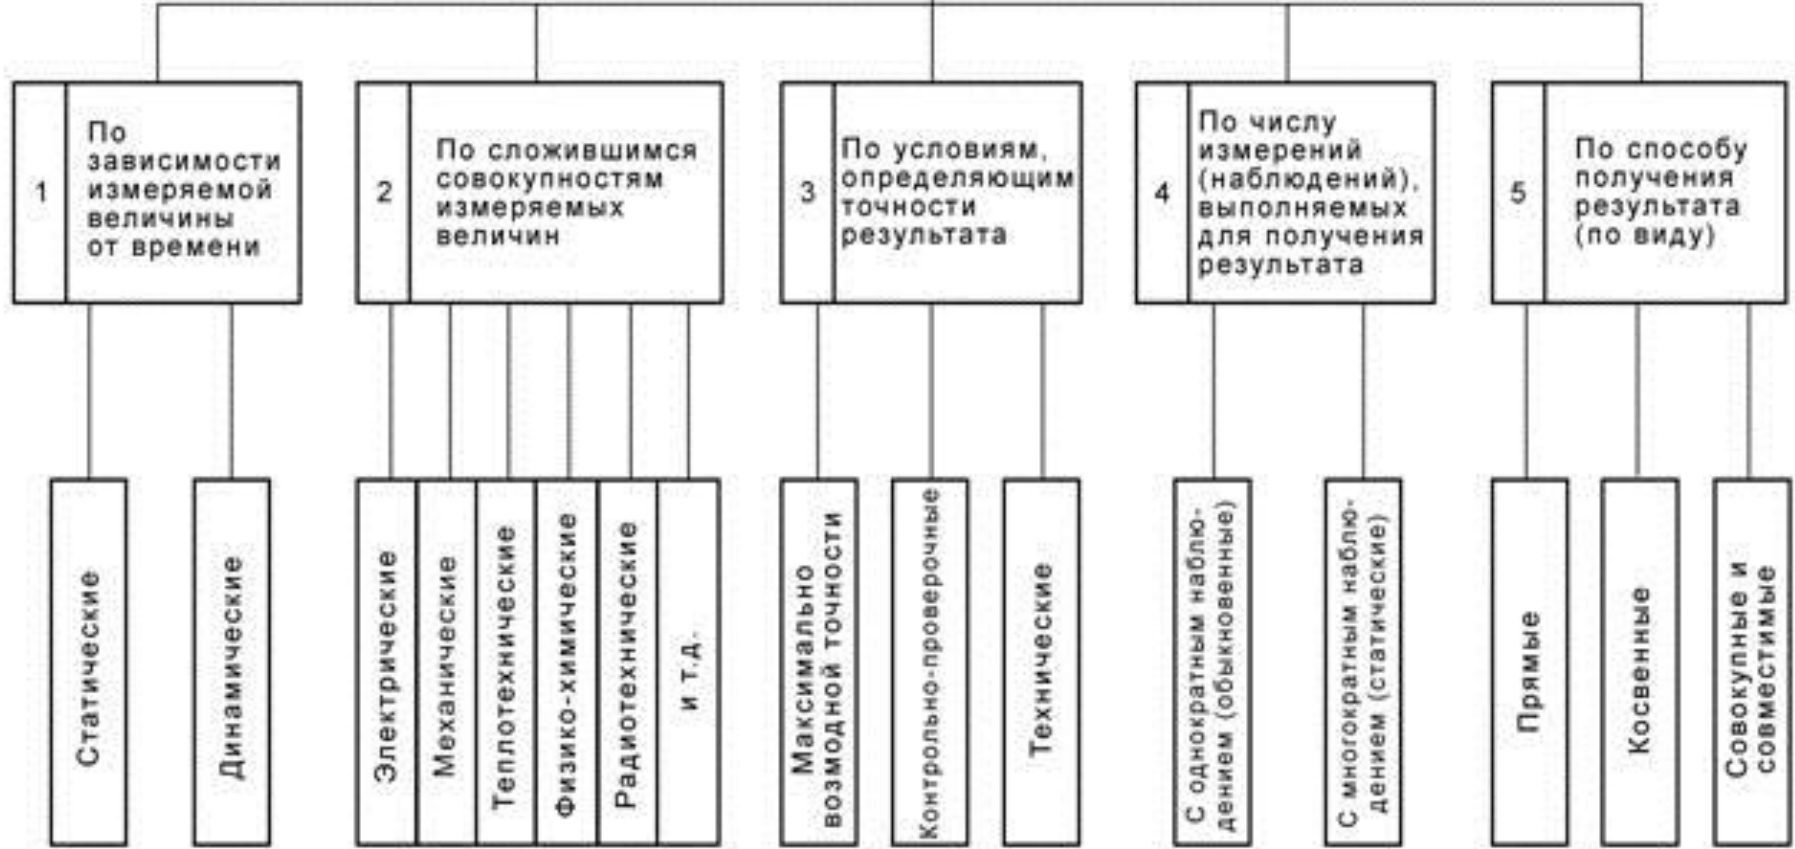 1
По
зависимости
измеряемой
величины
от времени
2
По сложившимся
совокупностям
измеряемых
величин
3
По условиям,
определяющим
точности
результата
4
По числу
измерений
(наблюдений),
выполняемых
для получения
результата
5
По способу
получения
результата
(по виду)
Статические
Динамические
Электрические
Механические
Теплотехнические
Физико-химические
Радиотехнические
и т.д.
Максимально
возмодной точности
Контрольно-проверочные
Технические
С однократным наблю-
дением (обыкновенные)
С многократным наблю-
дением (статические)
Прямые
Косвенные
Совокупные и
совместимые